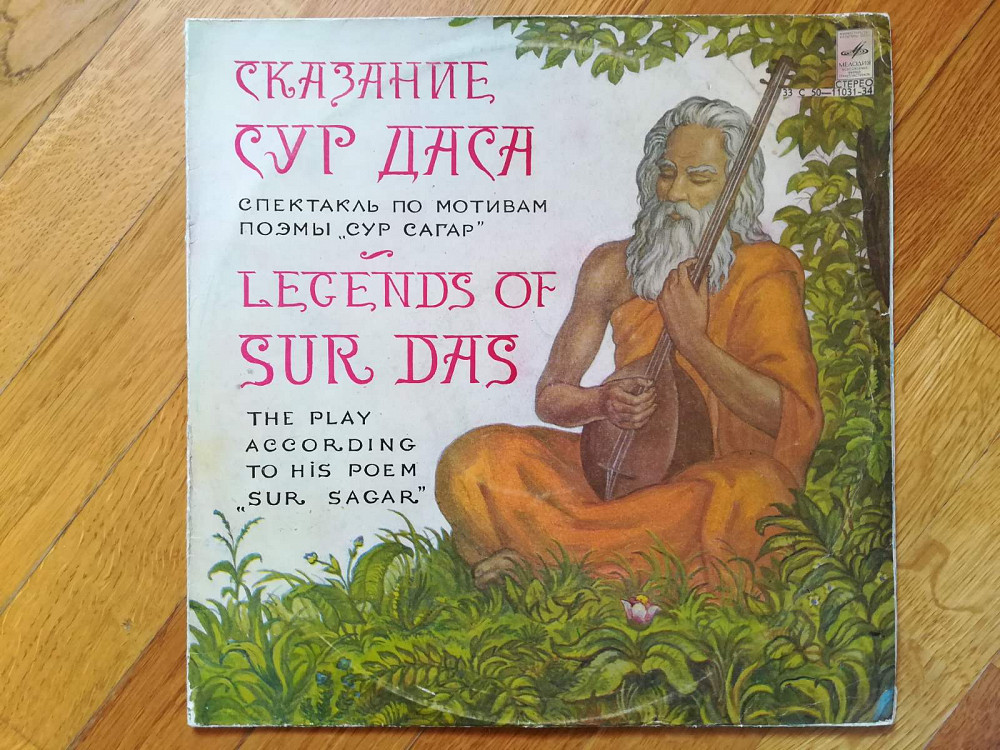 СКАЗАНИЕ
СУР ДАСА
СПЕКТАКЛЬ ПО МОТИВАМ
ПОЭМЫ „СУР САГАР”
LEGENDS OF
SUR DAS
THE PLAY
ACCORDING
TO HIS POEM
„SUR SAGAR”
МЕЛОДИЯ
СТЕРЕО
33 С 50—11031-34